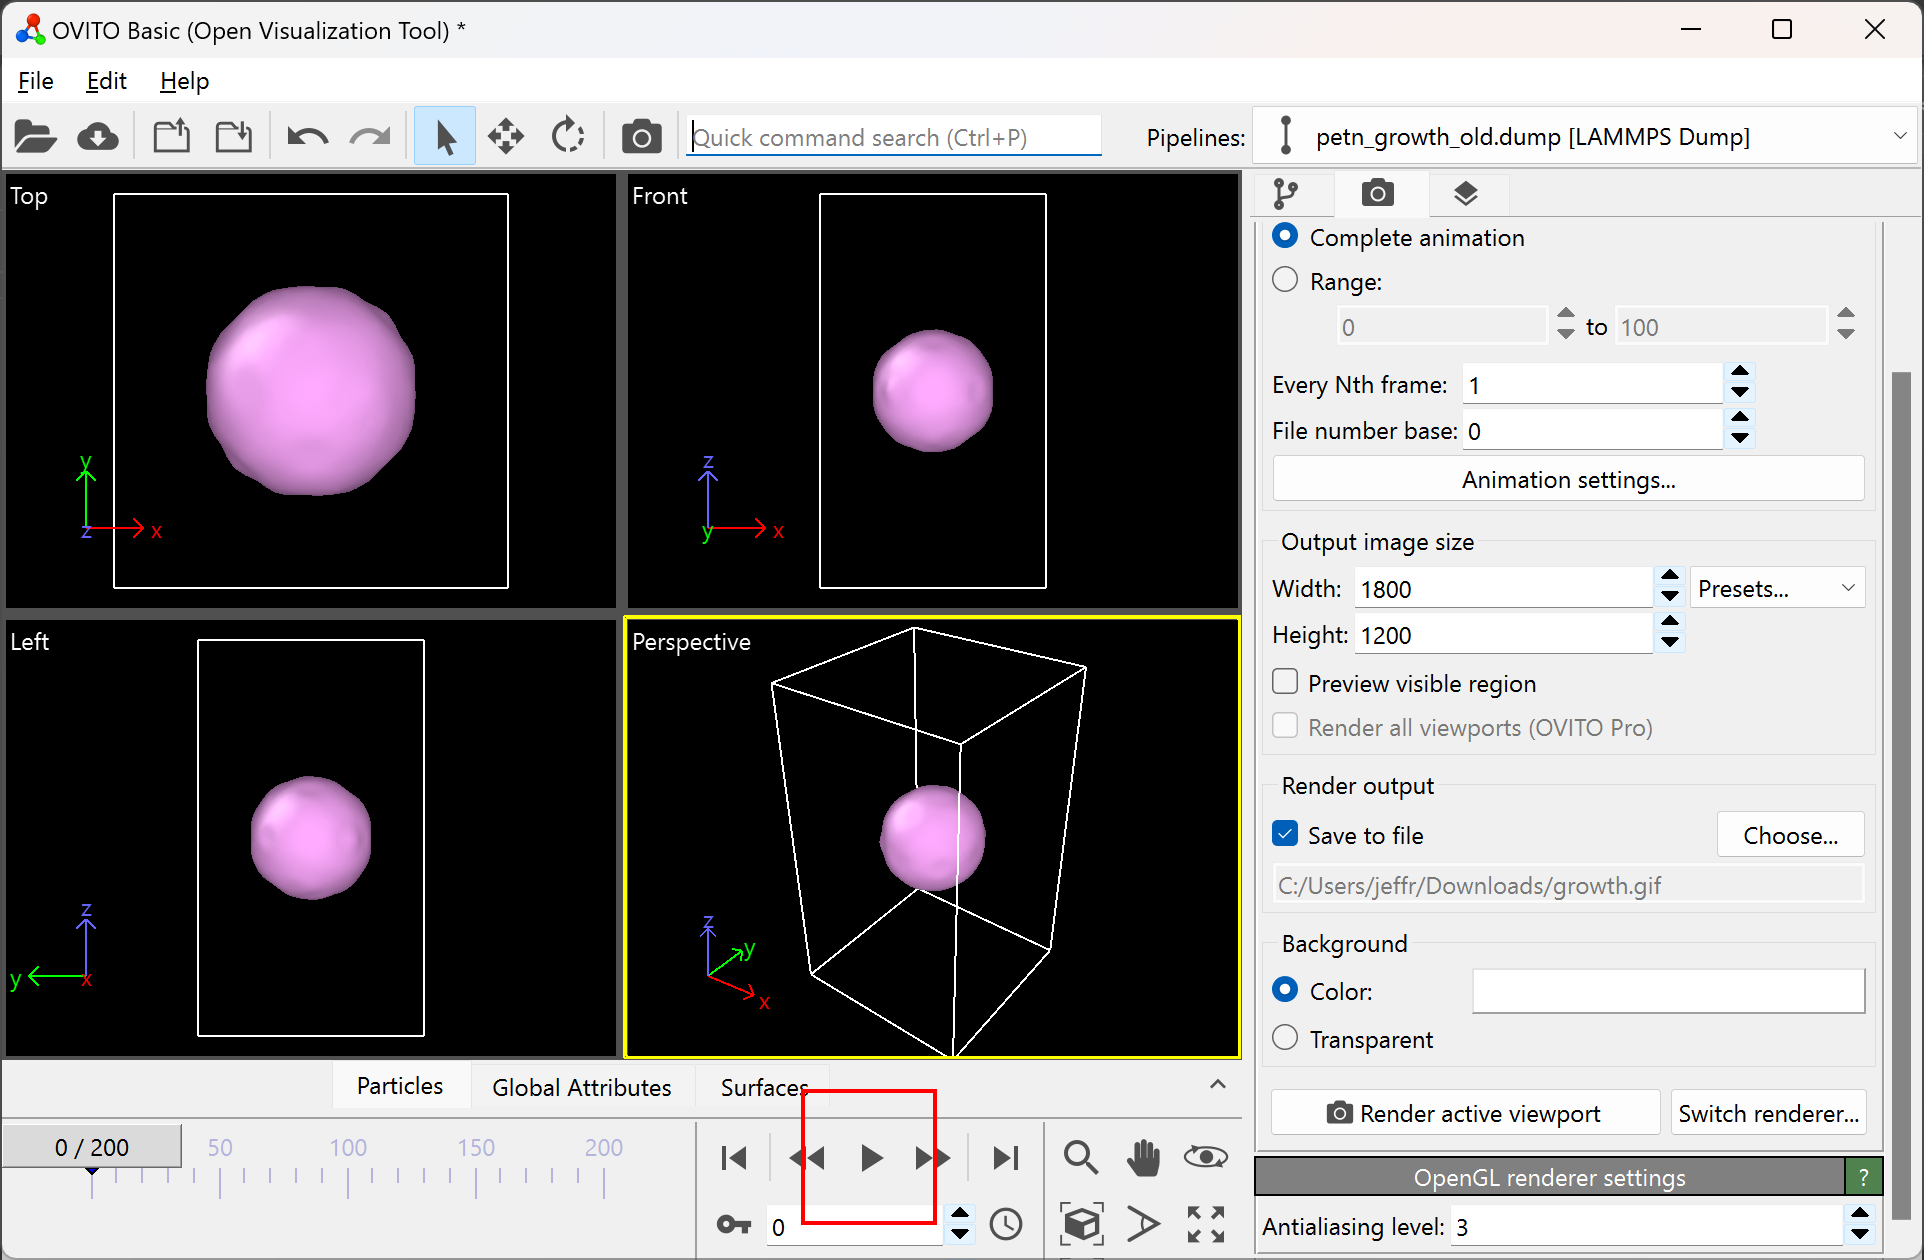 OVITO Basic (Open Visualization Tool) *
File Edit Help
Quick command search (Ctrl+P)
Pipelines: petn_growth_old.dump [LAMMPS Dump]
Top
y
z
x
Front
z
y
x
Left
z
y
x
Perspective
z
y
x
Complete animation
Range:
0 to 100
Every Nth frame: 1
File number base: 0
Animation settings...
Output image size
Width: 1800 Presets...
Height: 1200
Preview visible region
Render all viewports (OVITO Pro)
Render output
Save to file Choose...
C:/Users/jeffr/Downloads/growth.gif
Background
Color:
Transparent
Render active viewport Switch renderer...
OpenGL renderer settings ?
Antialiasing level: 3
Particles Global Attributes Surfaces
0 / 200 50 100 150 200
0